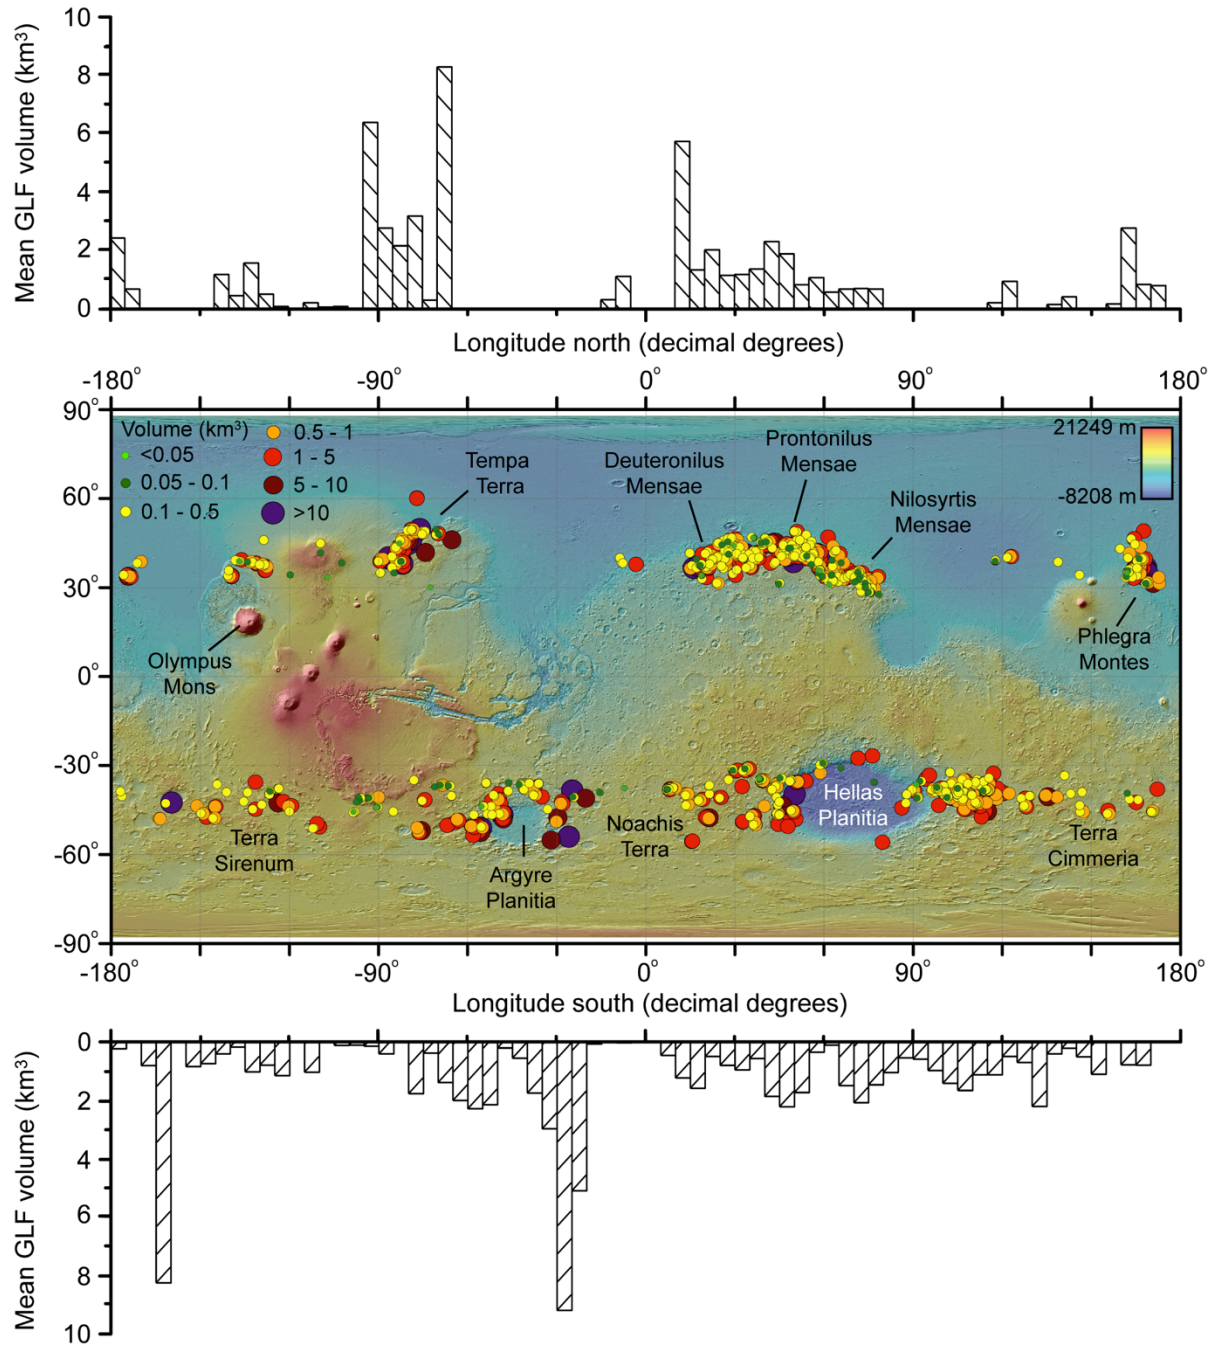 10
8
6
4
2
0
Mean GLF volume (km³)
Longitude north (decimal degrees)
-180° -90° 0° 90° 180°
90°
60°
30°
0°
-30°
-60°
-90°
Volume (km³)
<0.05
0.05 - 0.1
0.1 - 0.5
0.5 - 1
1 - 5
5 - 10
>10
21249 m
-8208 m
Tempa
Terra
Deuteronilus
Mensae
Prontonilus
Mensae
Nilosyrtis
Mensae
Olympus
Mons
Phlegra
Montes
Hellas
Planitia
Terra
Sirenum
Argyre
Planitia
Noachis
Terra
Terra
Cimmeria
-180° -90° 0° 90° 180°
Longitude south (decimal degrees)
0
2
4
6
8
10
Mean GLF volume (km³)